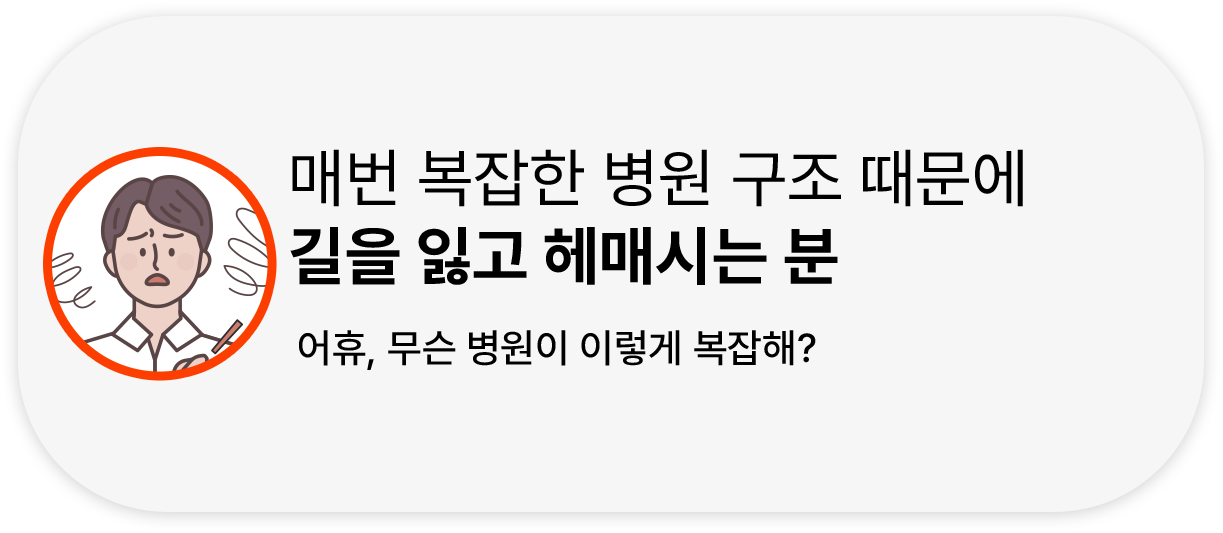 매번 복잡한 병원 구조 때문에
길을 잃고 헤매시는 분
어휴, 무슨 병원이 이렇게 복잡해?